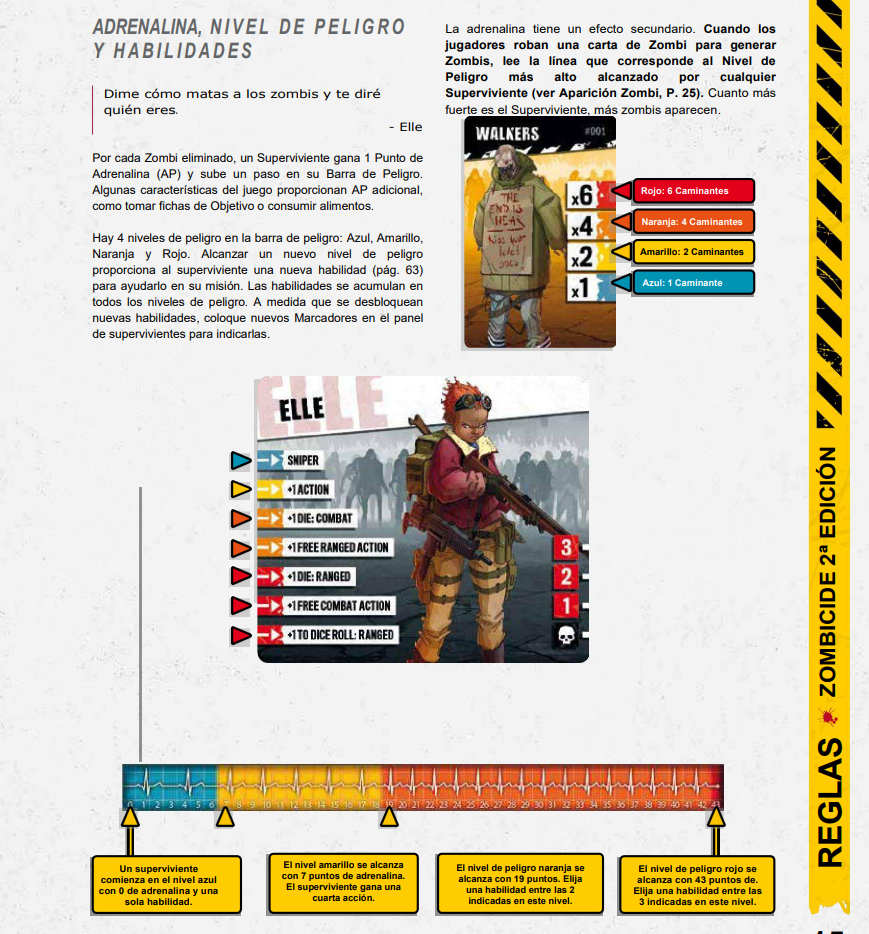 ADRENALINA, NIVEL DE PELIGRO
Y HABILIDADES
Dime cómo matas a los zombis y te diré
quién eres.
- Elle
Por cada Zombi eliminado, un Superviviente gana 1 Punto de
Adrenalina (AP) y sube un paso en su Barra de Peligro.
Algunas características del juego proporcionan AP adicional,
como tomar fichas de Objetivo o consumir alimentos.
Hay 4 niveles de peligro en la barra de peligro: Azul, Amarillo,
Naranja y Rojo. Alcanzar un nuevo nivel de peligro
proporciona al superviviente una nueva habilidad (pág. 63)
para ayudarlo en su misión. Las habilidades se acumulan en
todos los niveles de peligro. A medida que se desbloquean
nuevas habilidades, coloque nuevos Marcadores en el panel
de supervivientes para indicarlas.
La adrenalina tiene un efecto secundario. Cuando los
jugadores roban una carta de Zombi para generar
Zombis, lee la línea que corresponde al Nivel de
Peligro más alto alcanzado por cualquier
Superviviente (ver Aparición Zombi, P. 25). Cuanto más
fuerte es el Superviviente, más zombis aparecen.
WALKERS #001
THE
END IS
NEAR
x6
x4
x2
x1
Rojo: 6 Caminantes
Naranja: 4 Caminantes
Amarillo: 2 Caminantes
Azul: 1 Caminante
ELLE
ELLE
SNIPER
+1 ACTION
+1 DIE: COMBAT
+1 FREE RANGED ACTION
+1 DIE: RANGED
+1 FREE COMBAT ACTION
+1 TO DICE ROLL: RANGED
3
2
1
0 1 2 3 4 5 6 7 8 9 10 11 12 13 14 15 16 17 18 19 20 21 22 23 24 25 26 27 28 29 30 31 32 33 34 35 36 37 38 39 40 41 42 43
Un superviviente
comienza en el nivel azul
con 0 de adrenalina y una
sola habilidad.
El nivel amarillo se alcanza
con 7 puntos de adrenalina.
El superviviente gana una
cuarta acción.
El nivel de peligro naranja se
alcanza con 19 puntos. Elija
una habilidad entre las 2
indicadas en este nivel.
El nivel de peligro rojo se
alcanza con 43 puntos de.
Elija una habilidad entre las
3 indicadas en este nivel.
REGLAS ZOMBICIDE 2ª EDICIÓN